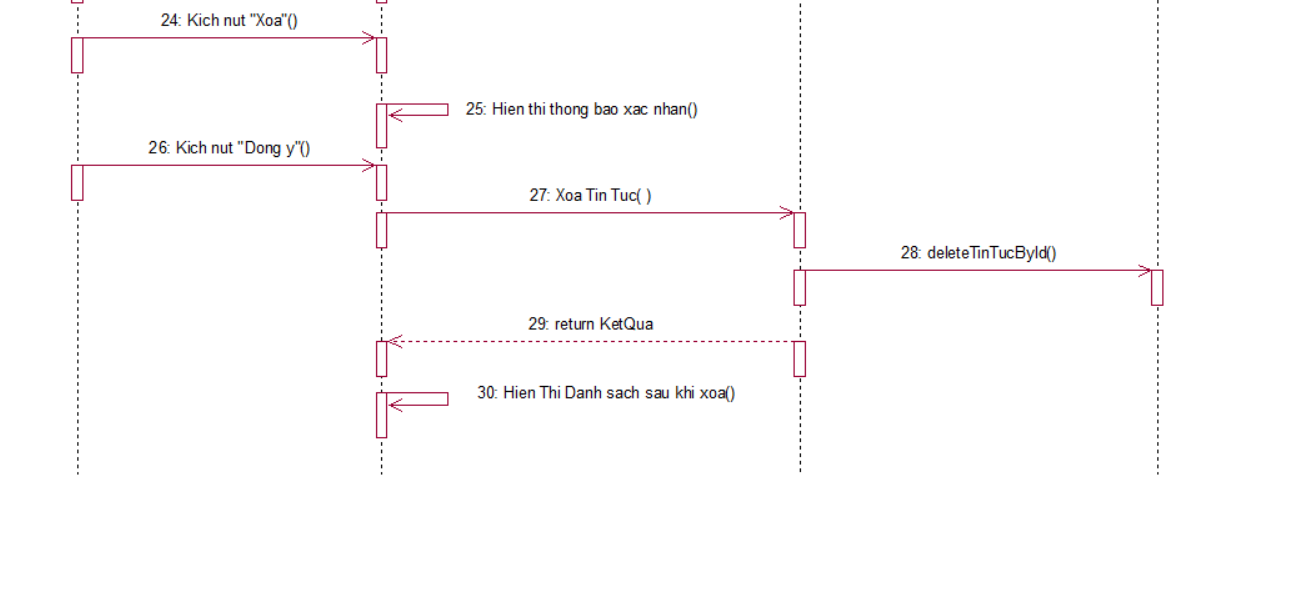 24: Kich nut "Xoa"()
25: Hien thi thong bao xac nhan()
26: Kich nut "Dong y"()
27: Xoa Tin Tuc( )
28: deleteTinTucById()
29: return KetQua
30: Hien Thi Danh sach sau khi xoa()